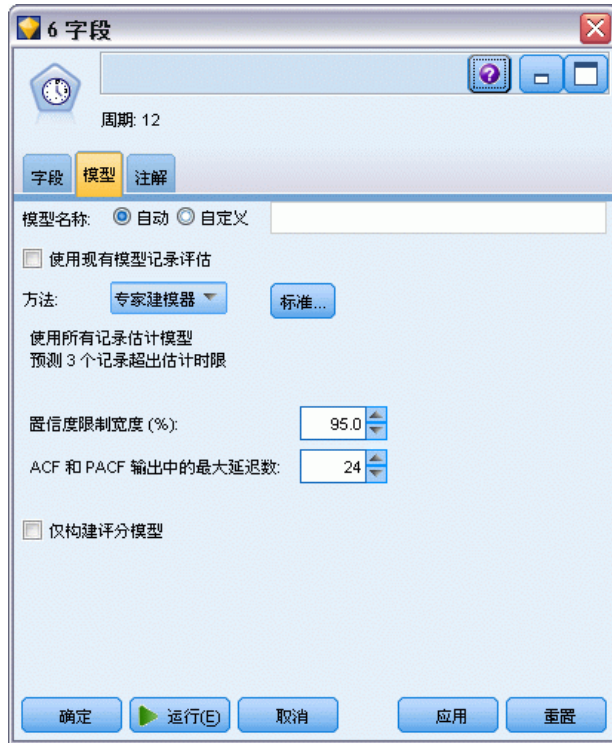 6 字段
周期: 12
字段 模型 注解
模型名称: 自动 自定义
使用现有模型记录评估
方法: 专家建模器 标准...
使用所有记录估计模型
预测 3 个记录超出估计时限
置信度限制宽度 (%): 95.0
ACF 和 PACF 输出中的最大延迟数: 24
仅构建评分模型
确定 运行(E) 取消 应用 重置